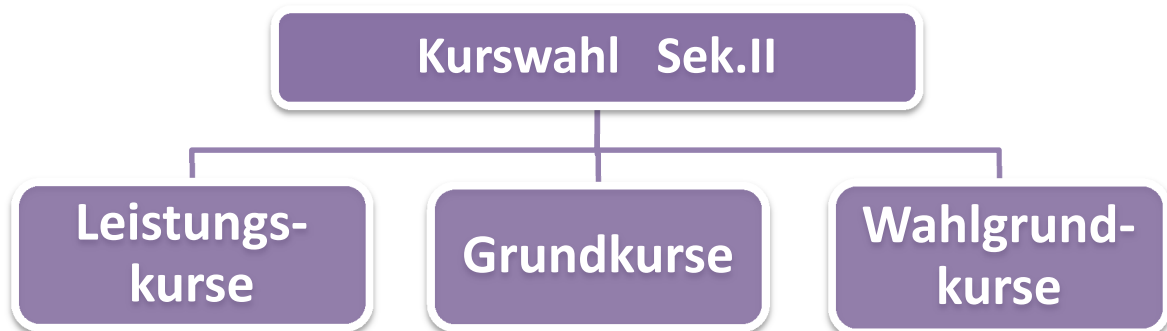 Kurswahl Sek.II
Leistungs-
kurse
Grundkurse
Wahlgrund-
kurse